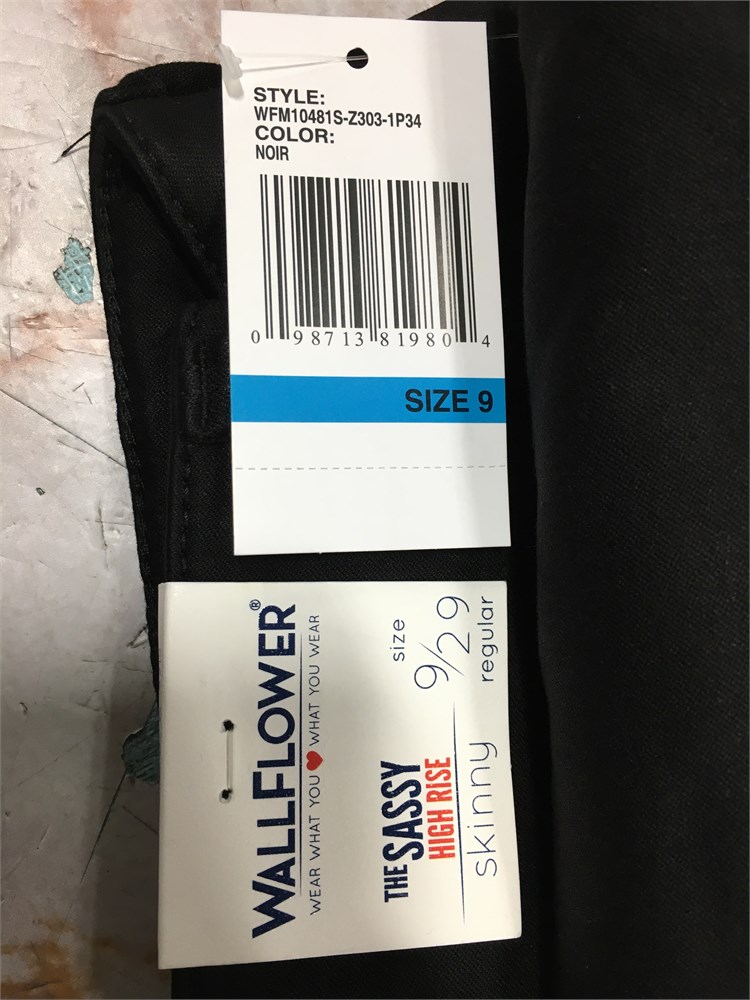 STYLE:
WFM10481S-Z303-1P34
COLOR:
NOIR
0 98713 81980 4
SIZE 9
WALLFLOWER®
WEAR WHAT YOU ♥ WHAT YOU WEAR
THE SASSY
HIGH RISE
skinny
size
9/29
regular